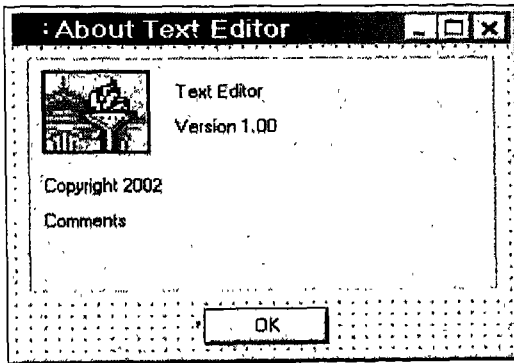 : About Text Editor
Text Editor
Version 1.00
Copyright 2002
Comments
OK